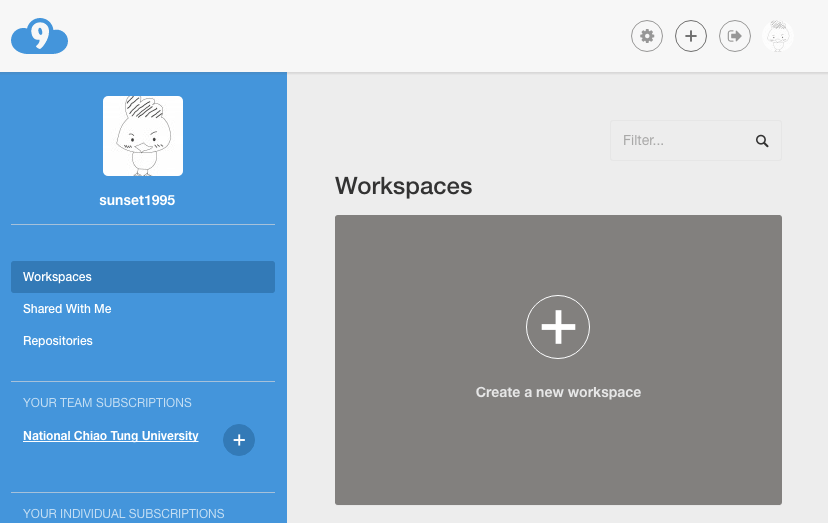 9
sunset1995
Workspaces
Shared With Me
Repositories
YOUR TEAM SUBSCRIPTIONS
National Chiao Tung University
YOUR INDIVIDUAL SUBSCRIPTIONS
Filter...
Workspaces
Create a new workspace